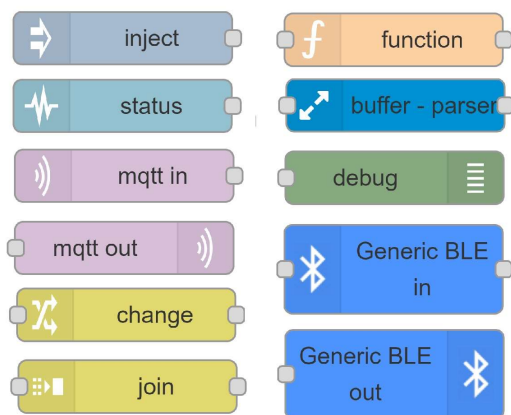 inject
status
mqtt in
mqtt out
change
join
function
buffer - parser
debug
Generic BLE
in
Generic BLE
out